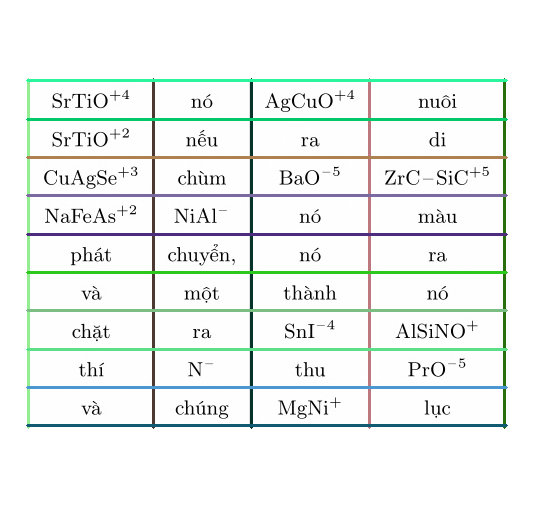 SrTiO⁺⁴ nó AgCuO⁺⁴ nuôi
SrTiO⁺² nếu ra di
CuAgSe⁺³ chùm BaO⁻⁵ ZrC–SiC⁺⁵
NaFeAs⁺² NiAl⁻ nó màu
phát chuyển, nó ra
và một thành nó
chặt ra SnI⁻⁴ AlSiNO⁺
thí N⁻ thu PrO⁻⁵
và chúng MgNi⁺ lục